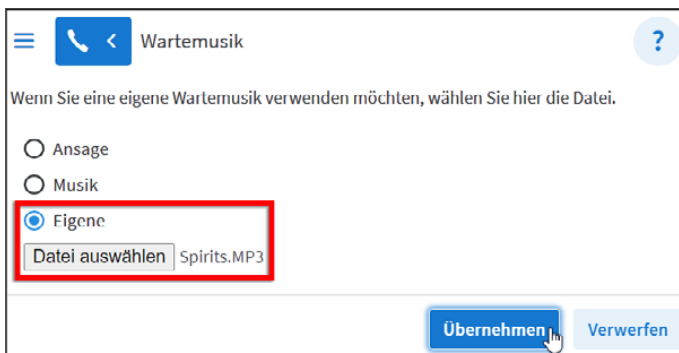 Wartemusik
?
Wenn Sie eine eigene Wartemusik verwenden möchten, wählen Sie hier die Datei.
Ansage
Musik
Eigene
Datei auswählen Spirits.MP3
Übernehmen Verwerfen